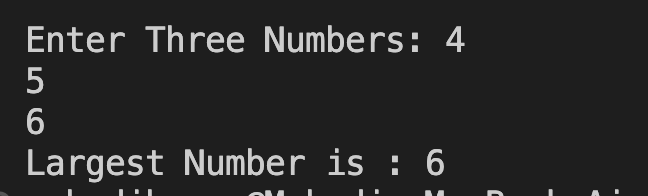 Enter Three Numbers: 4
5
6
Largest Number is : 6